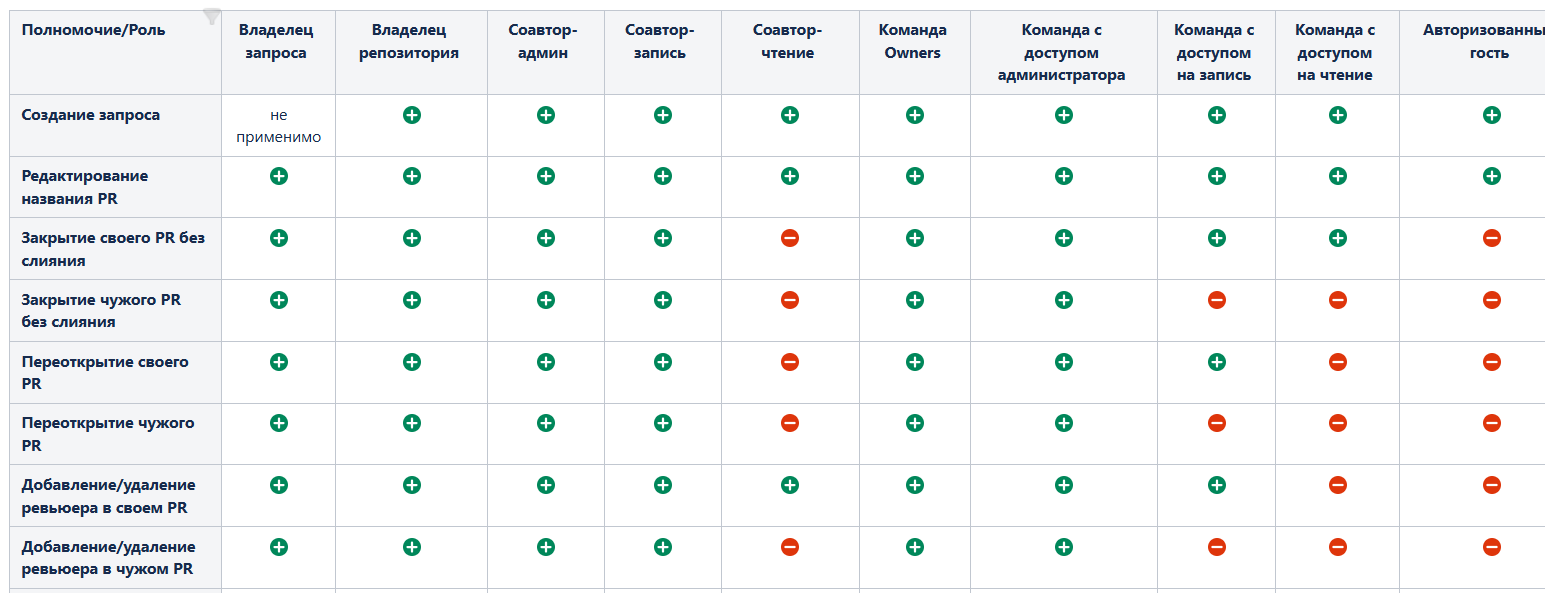 Полномочие/Роль
Владелец
запроса
Владелец
репозитория
Соавтор-
админ
Соавтор-
запись
Соавтор-
чтение
Команда
Owners
Команда с
доступом
администратора
Команда с
доступом
на запись
Команда с
доступом
на чтение
Авторизованны
гость
Создание запроса
не
применимо
Редактирование
названия PR
Закрытие своего PR без
слияния
Закрытие чужого PR
без слияния
Переоткрытие своего
PR
Переоткрытие чужого
PR
Добавление/удаление
ревьюера в своем PR
Добавление/удаление
ревьюера в чужом PR